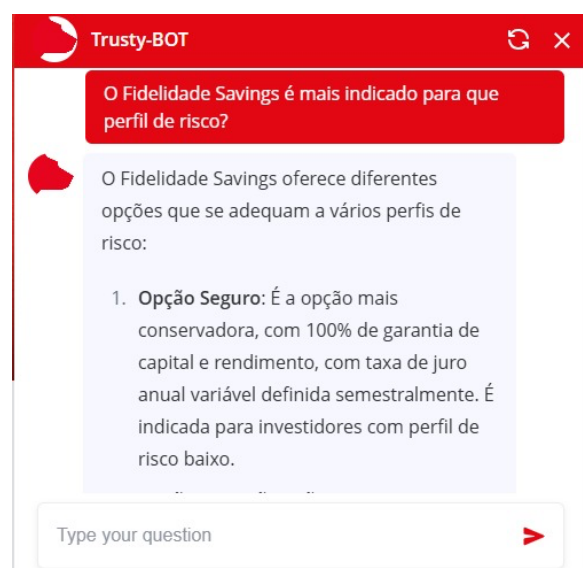 Trusty-BOT
O Fidelidade Savings é mais indicado para que
perfil de risco?
O Fidelidade Savings oferece diferentes
opções que se adequam a vários perfis de
risco:
1. Opção Seguro: É a opção mais
conservadora, com 100% de garantia de
capital e rendimento, com taxa de juro
anual variável definida semestralmente. É
indicada para investidores com perfil de
risco baixo.
Type your question